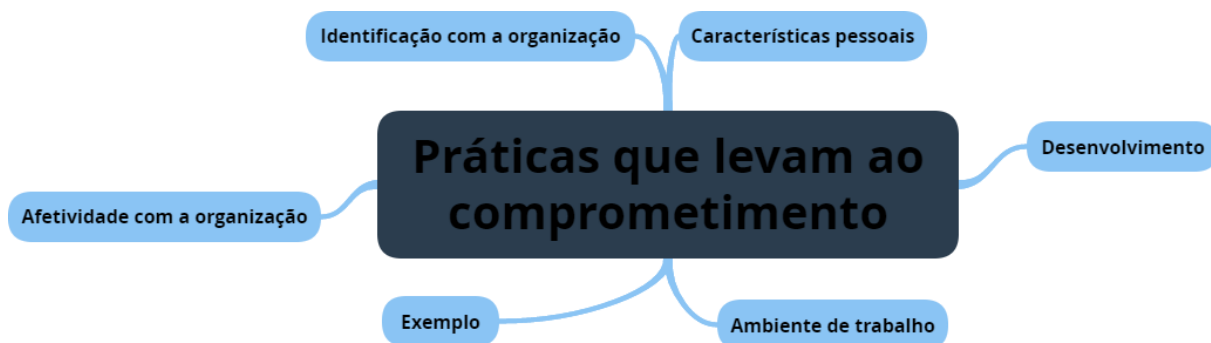 Identificação com a organização
Características pessoais
Práticas que levam ao
comprometimento
Desenvolvimento
Afetividade com a organização
Exemplo
Ambiente de trabalho